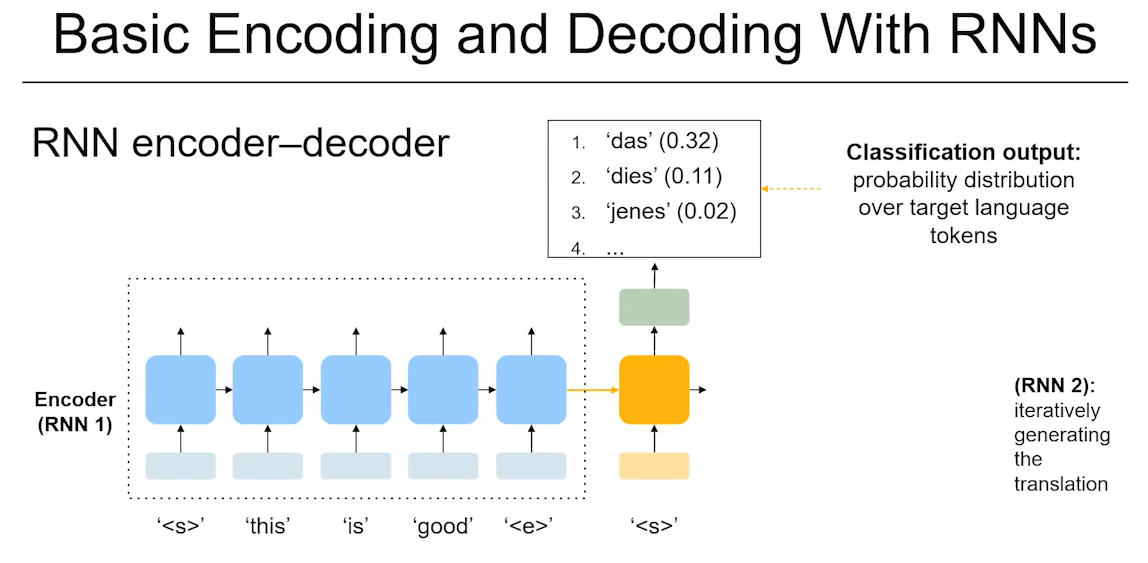 Basic Encoding and Decoding With RNNs
RNN encoder–decoder
1. ‘das’ (0.32)
2. ‘dies’ (0.11)
3. ‘jenes’ (0.02)
4. ...
Classification output:
probability distribution
over target language
tokens
Encoder
(RNN 1)
(RNN 2):
iteratively
generating
the
translation
‘<s>’ ‘this’ ‘is’ ‘good’ ‘<e>’ ‘<s>’